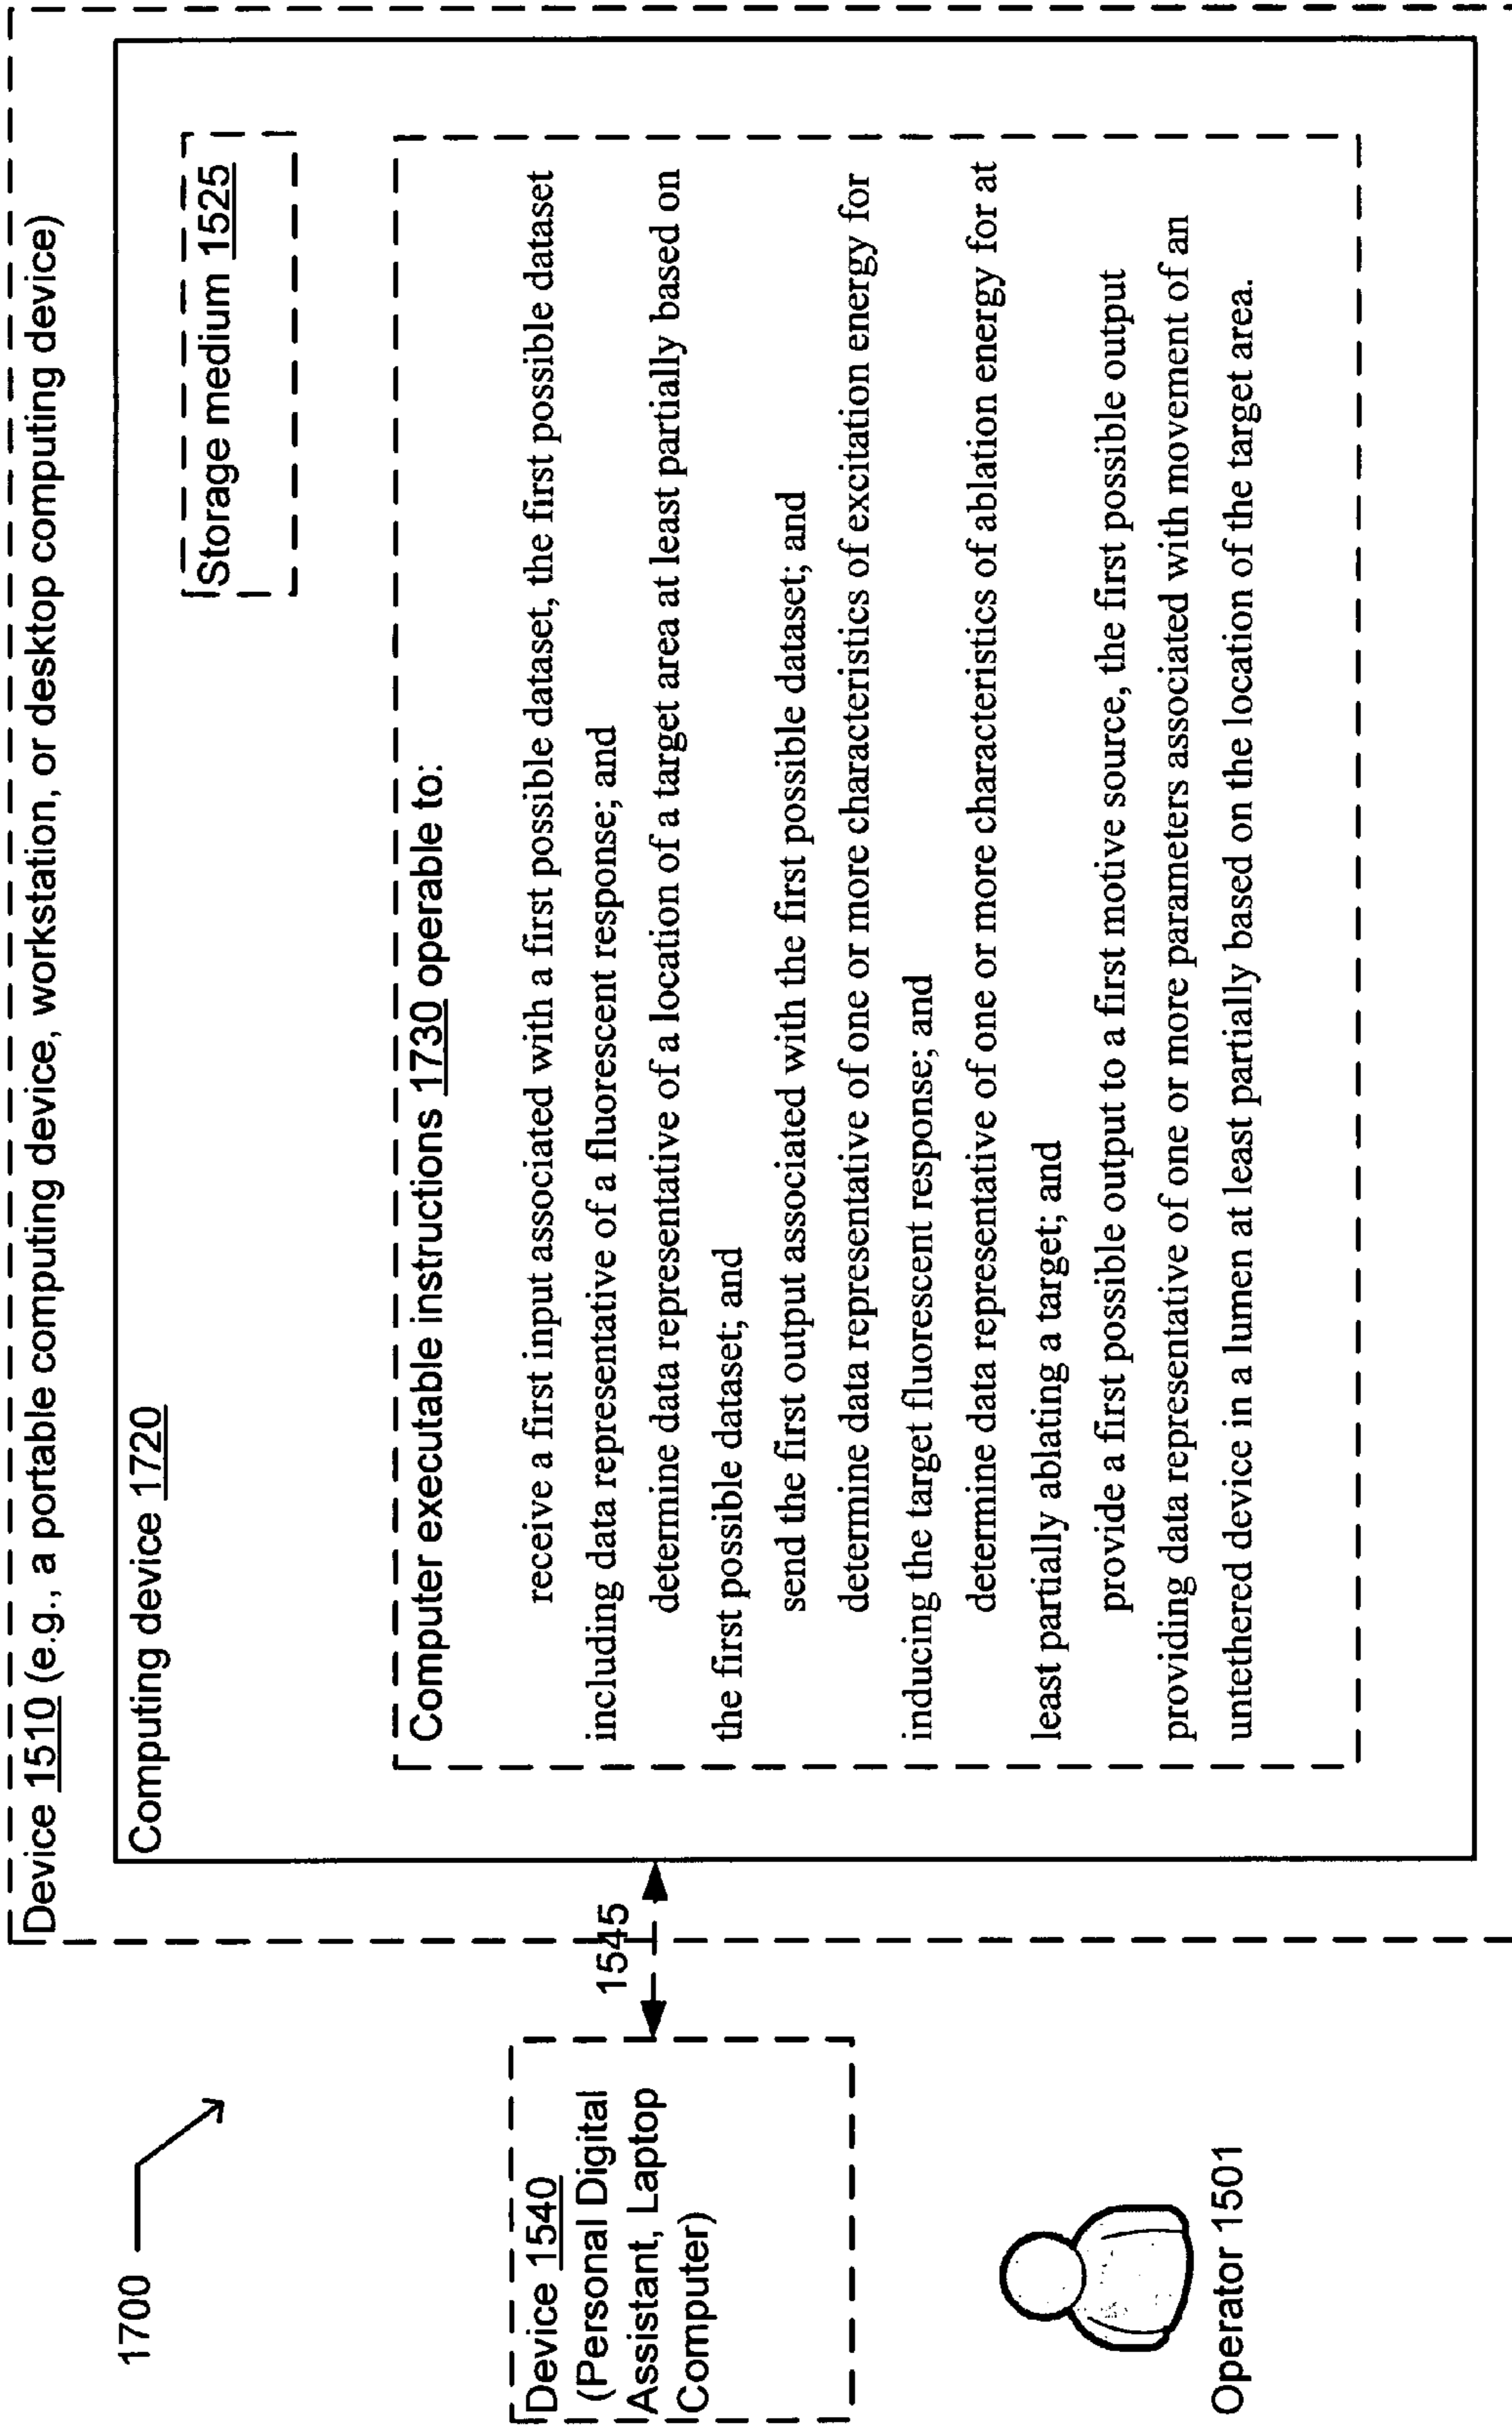 1700
Device 1510 (e.g., a portable computing device, workstation, or desktop computing device)
Computing device 1720
Storage medium 1525
Computer executable instructions 1730 operable to:
receive a first input associated with a first possible dataset, the first possible dataset
including data representative of a fluorescent response; and
determine data representative of a location of a target area at least partially based on
the first possible dataset; and
send the first output associated with the first possible dataset; and
determine data representative of one or more characteristics of excitation energy for
inducing the target fluorescent response; and
determine data representative of one or more characteristics of ablation energy for at
least partially ablating a target; and
provide a first possible output to a first motive source, the first possible output
providing data representative of one or more parameters associated with movement of an
untethered device in a lumen at least partially based on the location of the target area.
1545
Device 1540
(Personal Digital
Assistant, Laptop
Computer)
Operator 1501